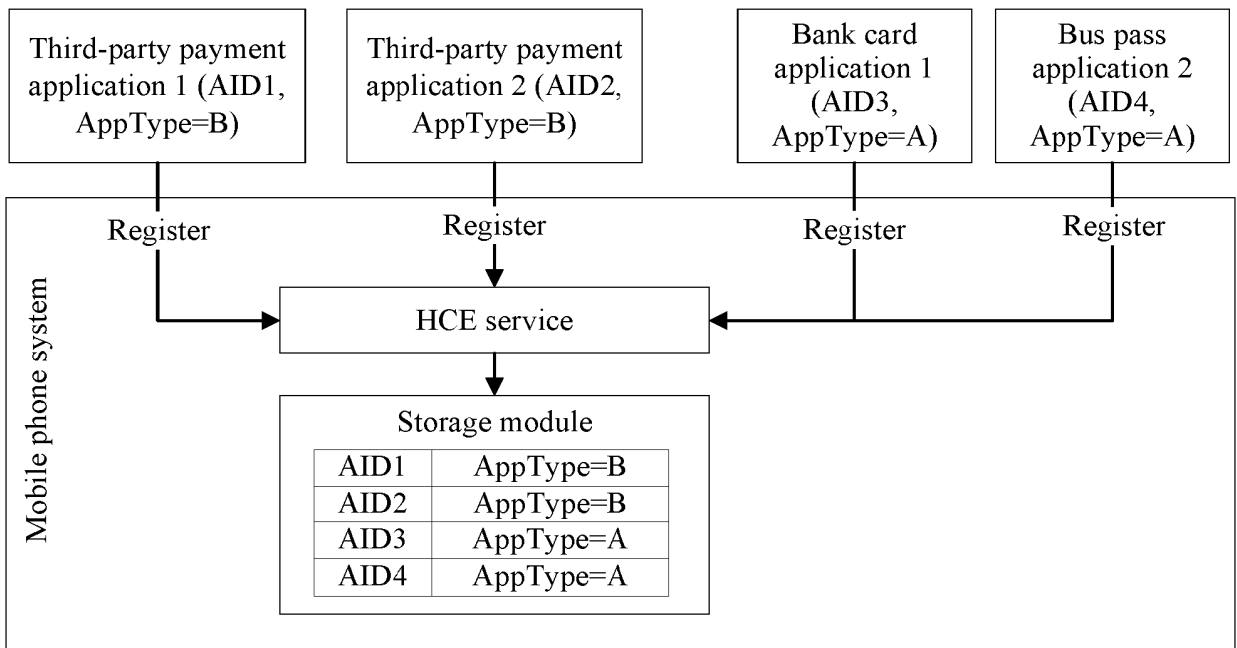 Third-party payment
application 1 (AID1,
AppType=B)
Third-party payment
application 2 (AID2,
AppType=B)
Bank card
application 1
(AID3,
AppType=A)
Bus pass
application 2
(AID4,
AppType=A)
Register
Register
Register
Register
Mobile phone system
HCE service
Storage module
AID1 AppType=B
AID2 AppType=B
AID3 AppType=A
AID4 AppType=A